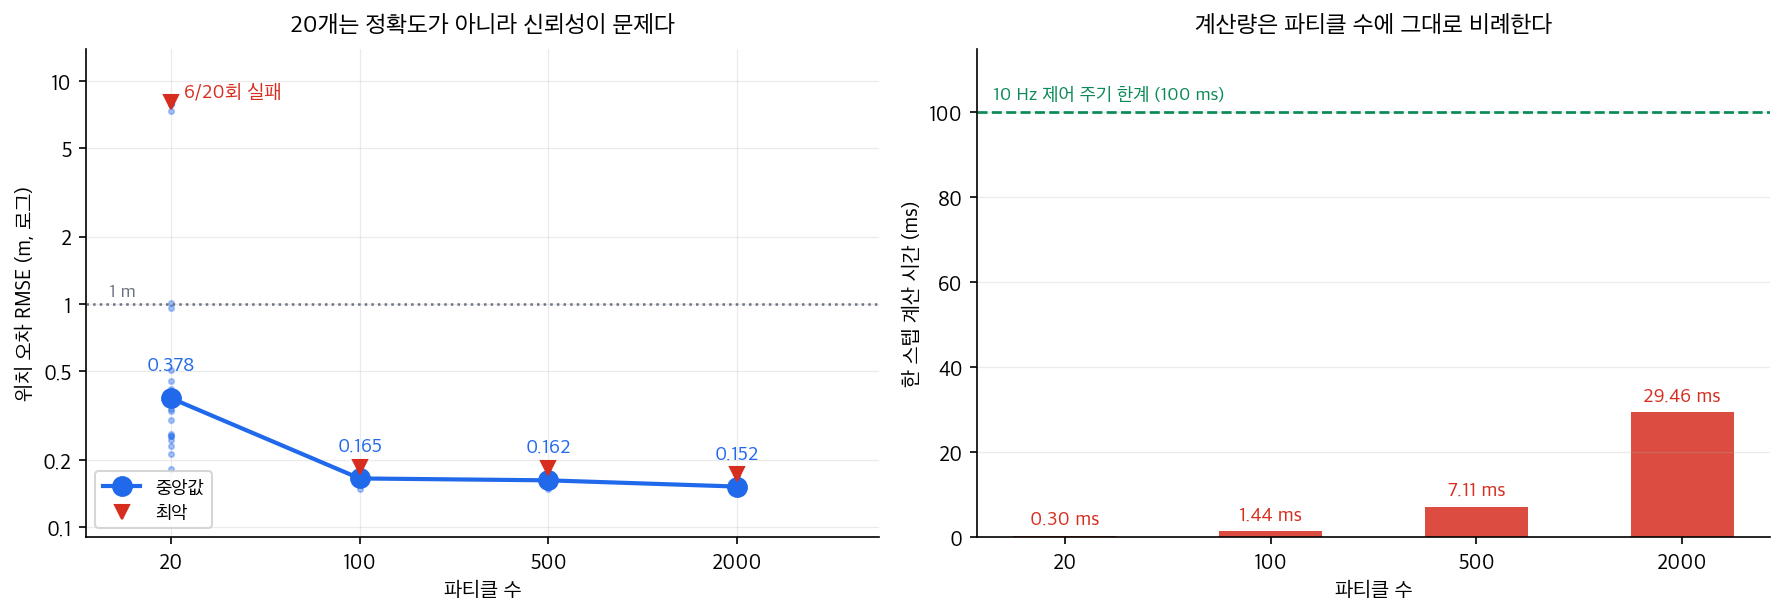 20개는 정확도가 아니라 신뢰성이 문제다
위치 오차 RMSE (m, 로그)
10
5
2
1
0.5
0.2
0.1
6/20회 실패
1 m
0.378
0.165
0.162
0.152
중앙값
최악
20
100
500
2000
파티클 수
계산량은 파티클 수에 그대로 비례한다
한 스텝 계산 시간 (ms)
100
80
60
40
20
0
10 Hz 제어 주기 한계 (100 ms)
0.30 ms
1.44 ms
7.11 ms
29.46 ms
20
100
500
2000
파티클 수